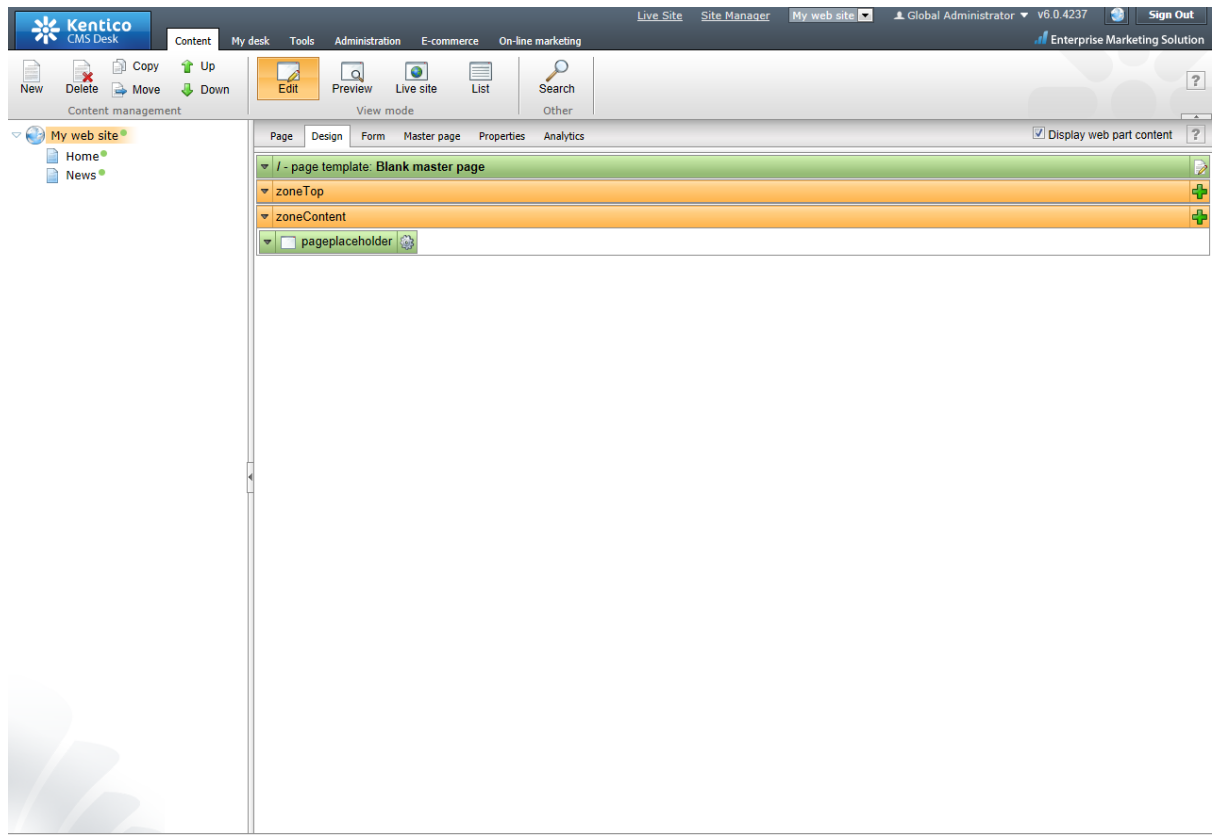 Live Site Site Manager My web site Global Administrator v6.0.4237 Sign Out
Kentico
CMS Desk
Content My desk Tools Administration E-commerce On-line marketing
Enterprise Marketing Solution
New Delete Copy Move Up Down
Content management
Edit Preview Live site List
View mode
Search
Other
?
My web site
Home
News
Page Design Form Master page Properties Analytics
Display web part content ?
/ - page template: Blank master page
zoneTop
zoneContent
pageplaceholder